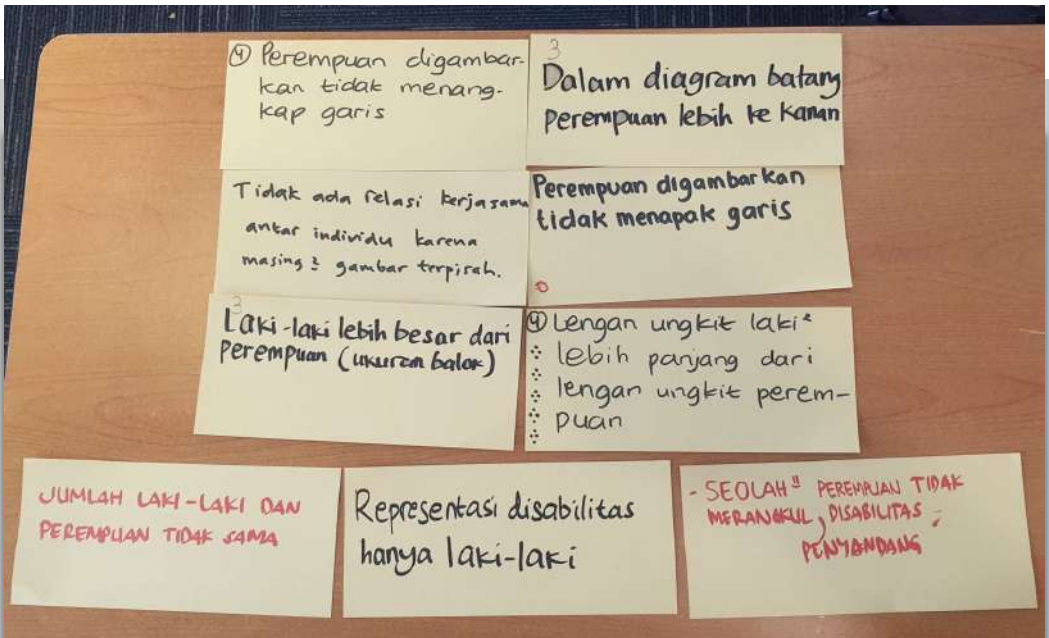 ④ Perempuan digambar-
kan tidak menang-
kap garis
3
Dalam diagram batang
perempuan lebih ke kanan
Tidak ada relasi kerjasama
antar individu karena
masing² gambar terpisah.
Perempuan digambarkan
tidak menapak garis
0
3
Laki-laki lebih besar dari
perempuan (ukuran balok)
④ Lengan ungkit laki²
lebih panjang dari
lengan ungkit perem-
puan
JUMLAH LAKI-LAKI DAN
PEREMPUAN TIDAK SAMA
Representasi disabilitas
hanya laki-laki
- SEOLAH" PEREMPUAN TIDAK
MERANGKUL, DISABILITAS
PENYANDANG